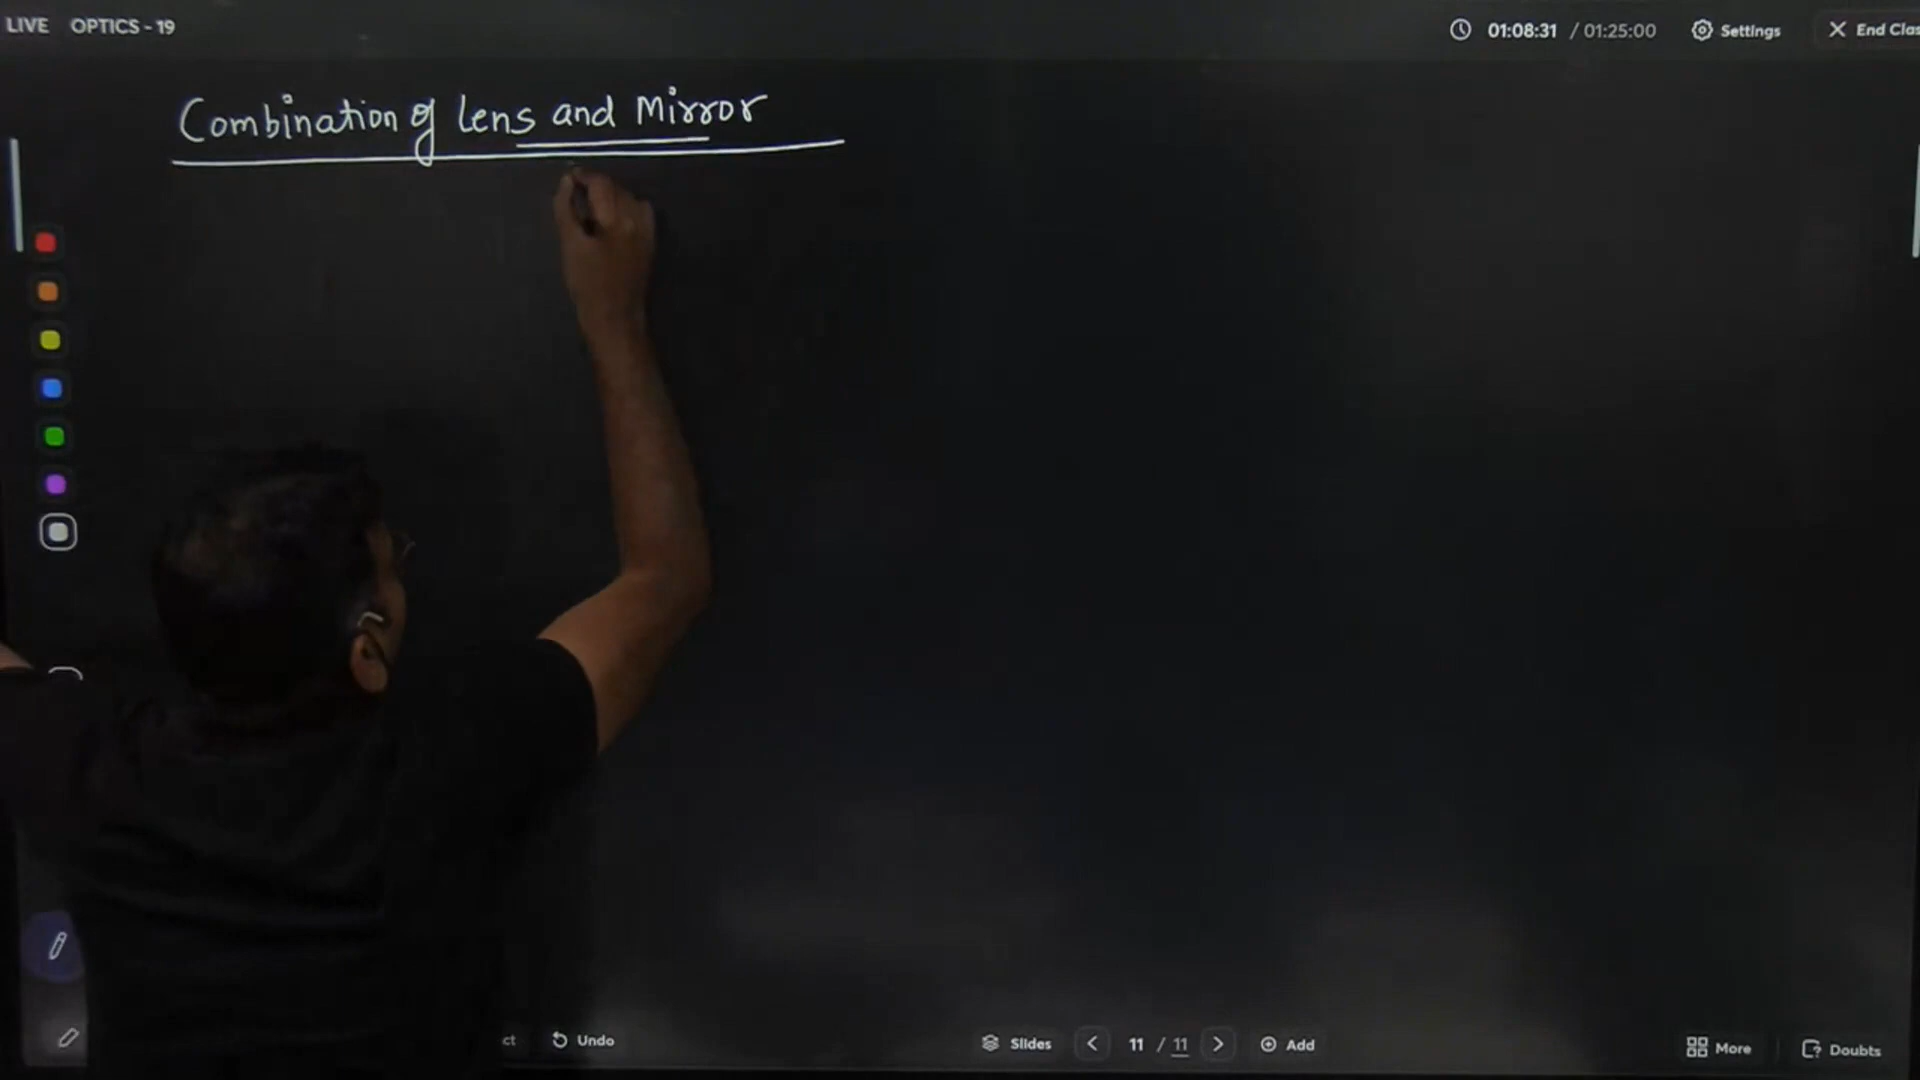 LIVE OPTICS - 19
01:08:31 / 01:25:00 Settings End Clas
Combination of Lens and Mirror
ct Undo Slides 11 / 11 Add More Doubts